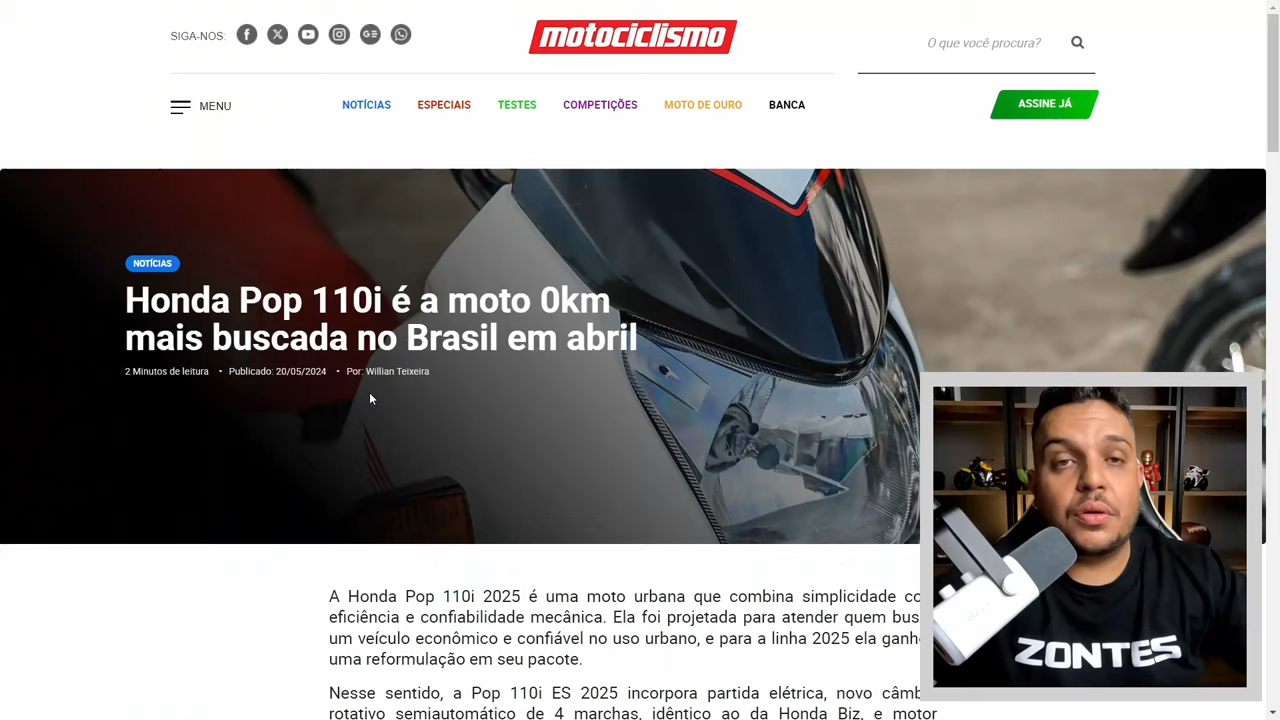 SIGA-NOS:
motociclismo
O que você procura?
MENU
NOTÍCIAS
ESPECIAIS
TESTES
COMPETIÇÕES
MOTO DE OURO
BANCA
ASSINE JÁ
NOTÍCIAS
Honda Pop 110i é a moto 0km
mais buscada no Brasil em abril
2 Minutos de leitura • Publicado: 20/05/2024 • Por: Willian Teixeira
A Honda Pop 110i 2025 é uma moto urbana que combina simplicidade co
eficiência e confiabilidade mecânica. Ela foi projetada para atender quem bus
um veículo econômico e confiável no uso urbano, e para a linha 2025 ela ganh
uma reformulação em seu pacote.
Nesse sentido, a Pop 110i ES 2025 incorpora partida elétrica, novo câmb
rotativo semiautomático de 4 marchas, idêntico ao da Honda Biz, e motor
ZONTES